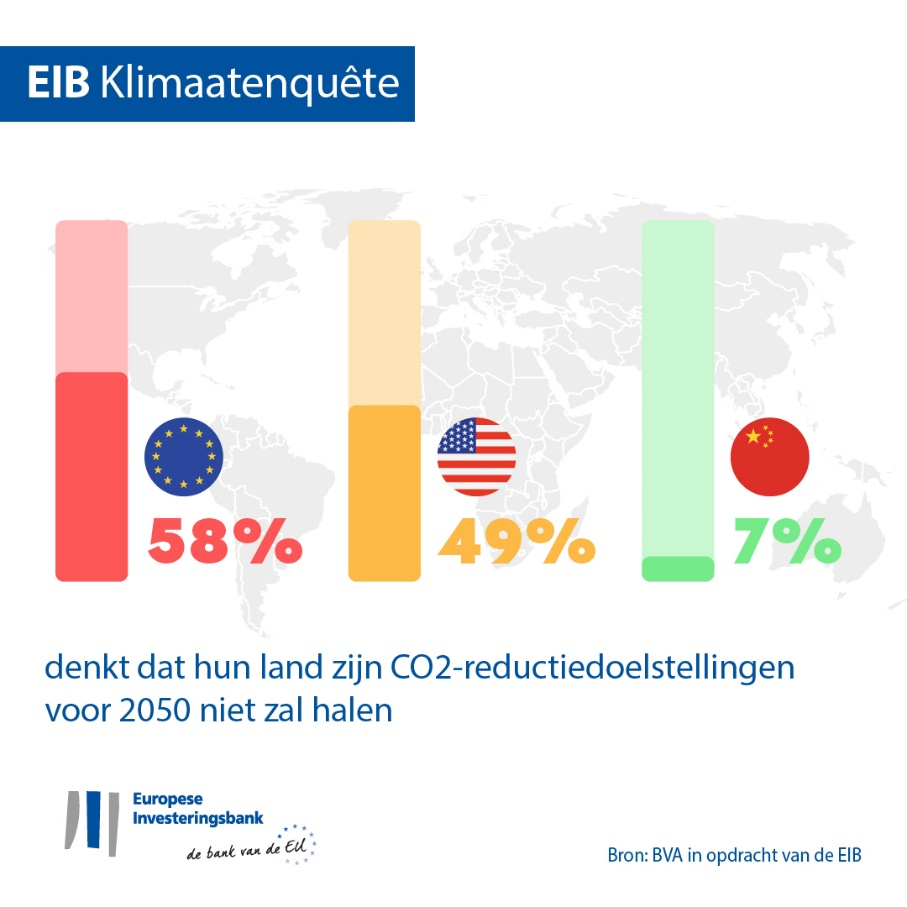 EIB Klimaatenquête
58%
49%
7%
denkt dat hun land zijn CO2-reductiedoelstellingen
voor 2050 niet zal halen
Europese
Investeringsbank
de bank van de EU
Bron: BVA in opdracht van de EIB